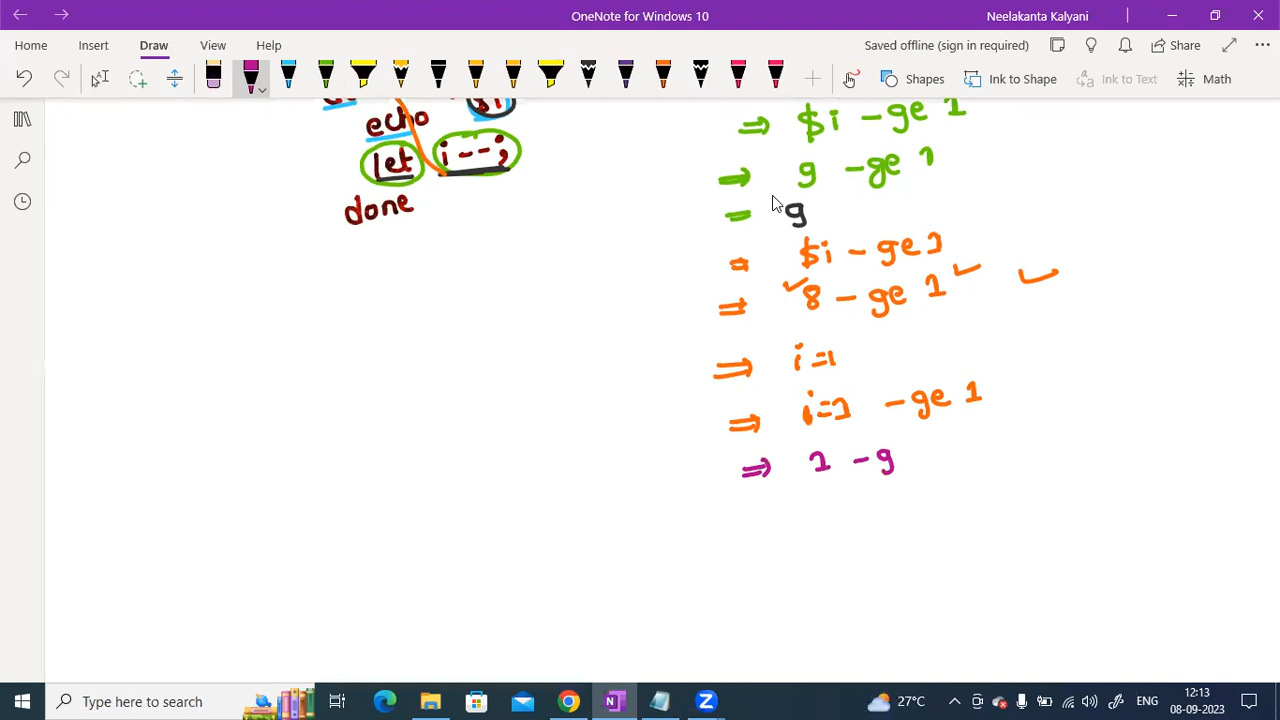 OneNote for Windows 10
Neelakanta Kalyani
Home Insert Draw View Help
Saved offline (sign in required)
Share
Shapes
Ink to Shape
Ink to Text
Math
echo $i
let i--;
done
⇒ $i -ge 1
⇒ 9 -ge 1
= 9
= $i -ge 1
⇒ 8 -ge 1
⇒ i=1
⇒ i=1 -ge 1
⇒ 1 -g
Type here to search
27°C
ENG
12:13
08-09-2023